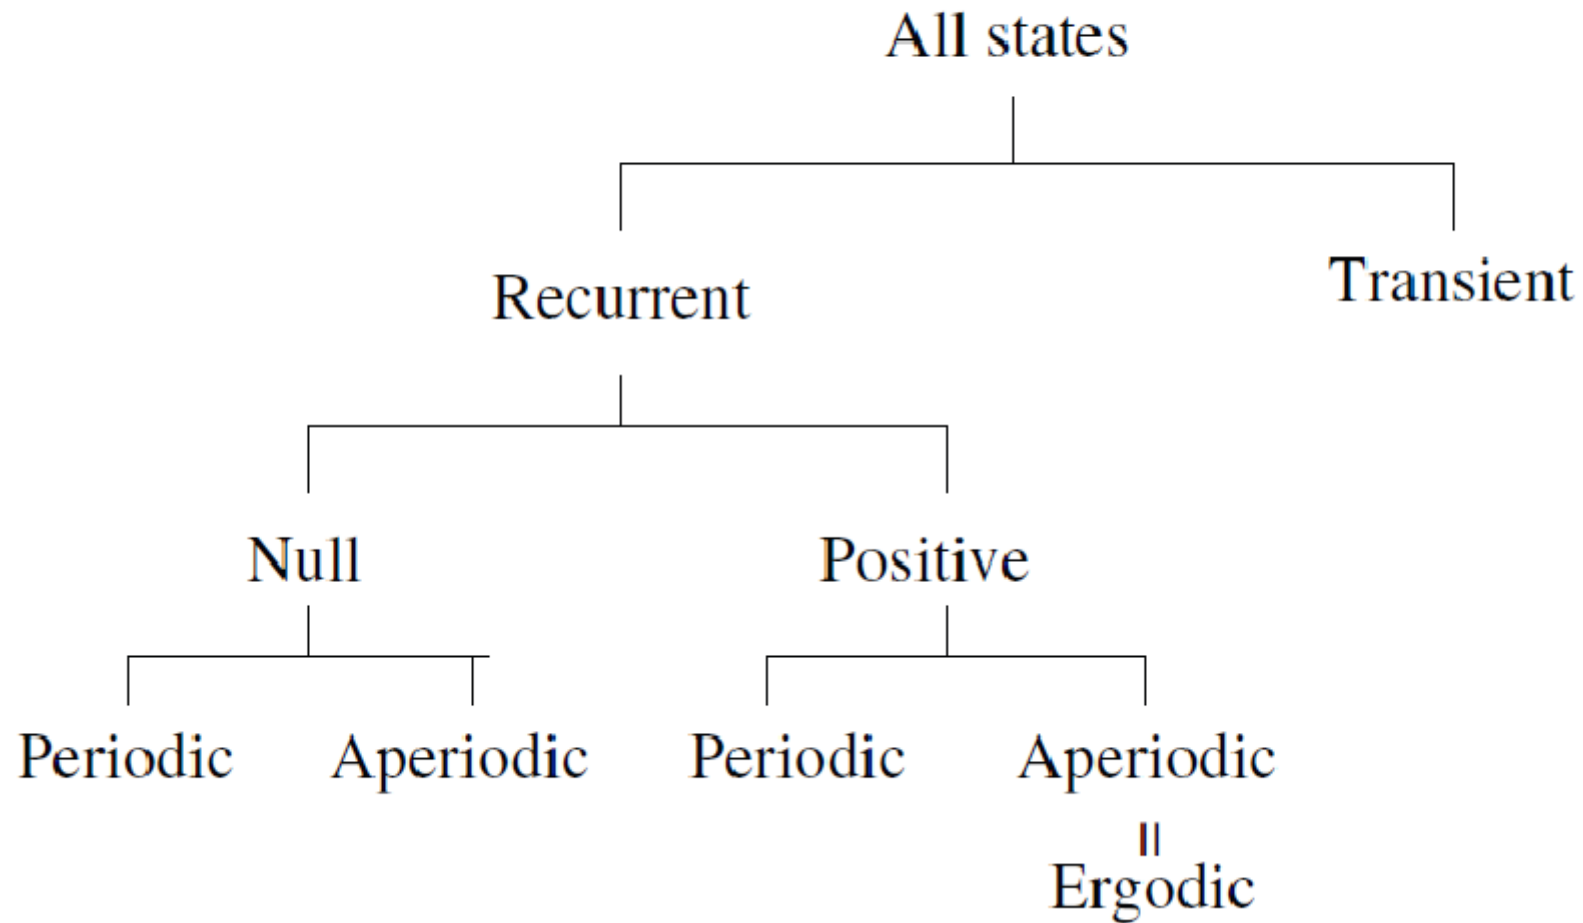 All states
Recurrent
Transient
Null
Positive
Periodic
Aperiodic
Periodic
Aperiodic
=
Ergodic